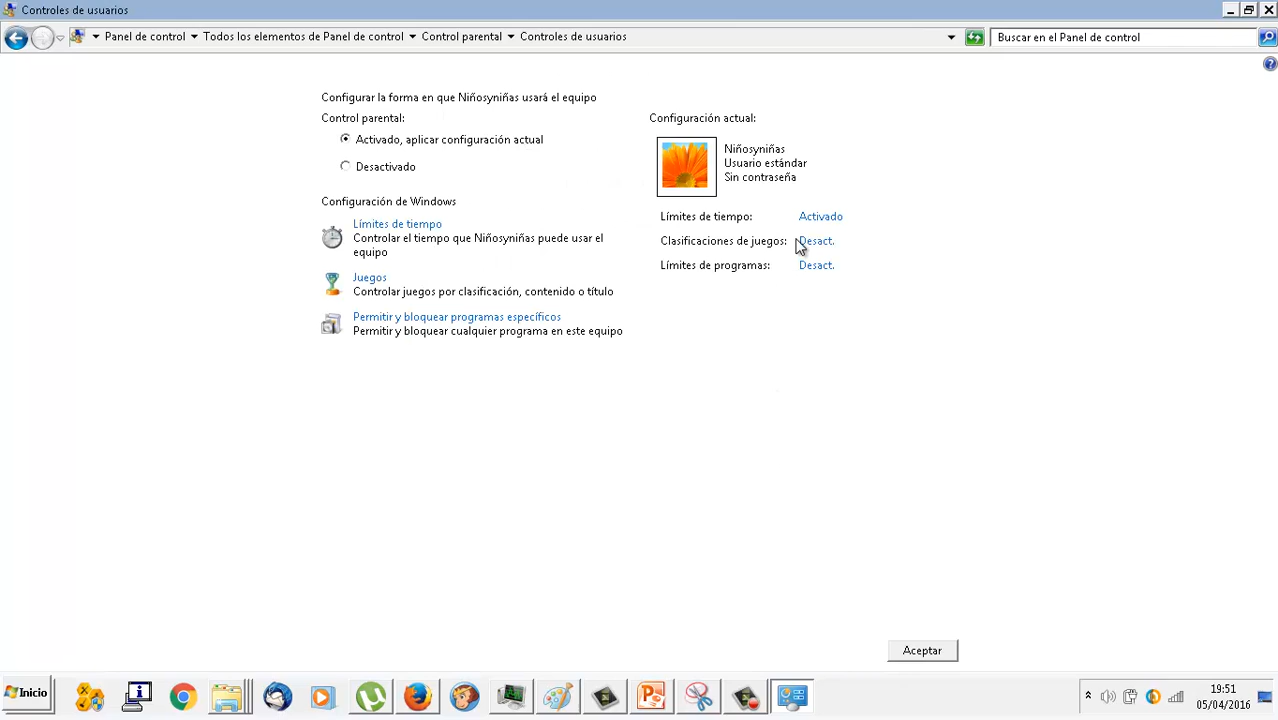 Controles de usuarios
Panel de control
Todos los elementos de Panel de control
Control parental
Controles de usuarios
Buscar en el Panel de control
Configurar la forma en que Niñosyniñas usará el equipo
Control parental:
Activado, aplicar configuración actual
Desactivado
Configuración de Windows
Límites de tiempo
Controlar el tiempo que Niñosyniñas puede usar el
equipo
Juegos
Controlar juegos por clasificación, contenido o título
Permitir y bloquear programas específicos
Permitir y bloquear cualquier programa en este equipo
Configuración actual:
Niñosyniñas
Usuario estándar
Sin contraseña
Límites de tiempo: Activado
Clasificaciones de juegos: Desact.
Límites de programas: Desact.
Aceptar
Inicio
19:51
05/04/2016